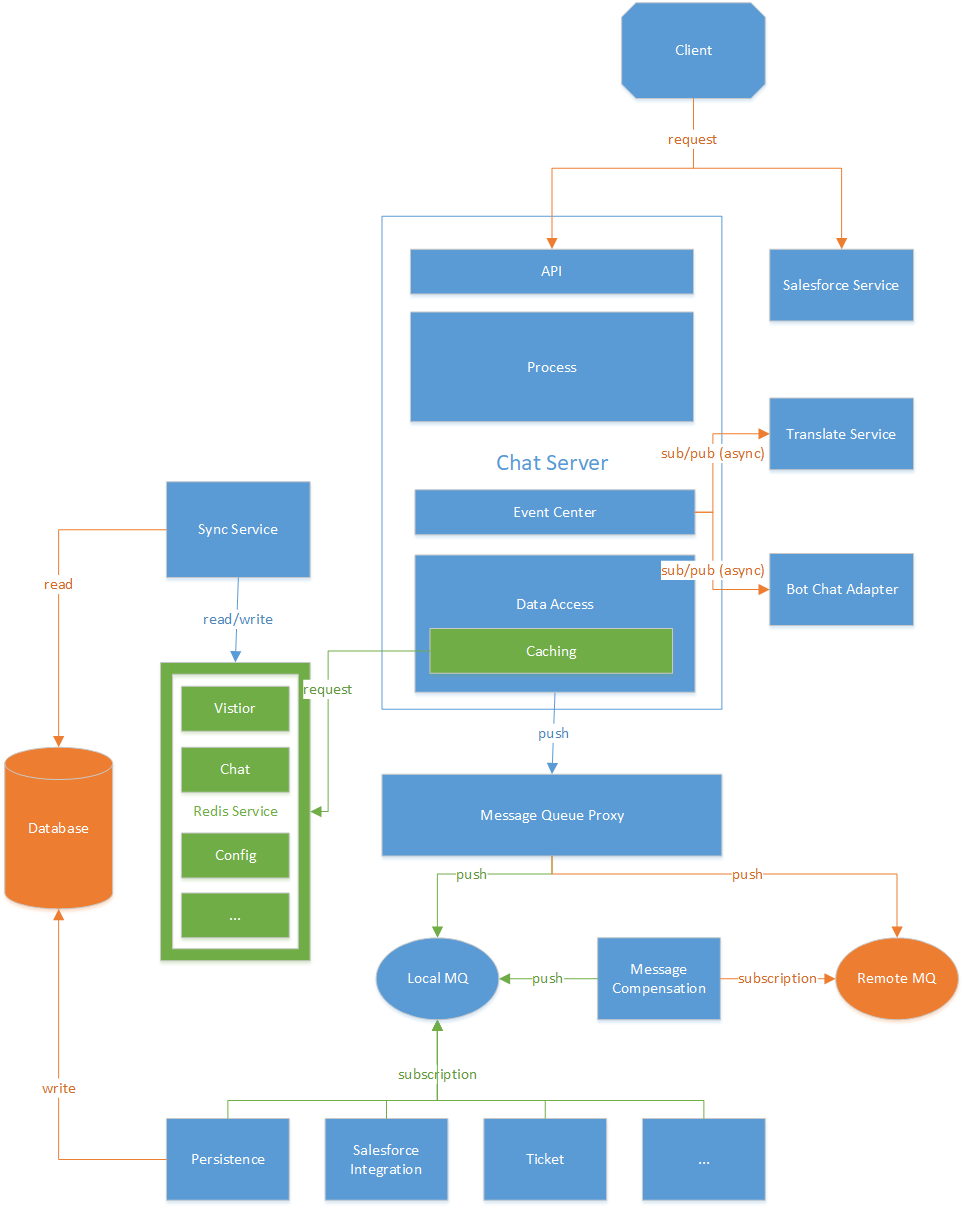 Client
request
API
Salesforce Service
Process
Translate Service
sub/pub (async)
Chat Server
Event Center
Sync Service
sub/pub (async)
read
Bot Chat Adapter
Data Access
read/write
Caching
request
Vistior
push
Chat
Redis Service
Message Queue Proxy
Database
Config
push
push
...
Local MQ
push
Message
Compensation
subscription
Remote MQ
subscription
write
Persistence
Salesforce
Integration
Ticket
...